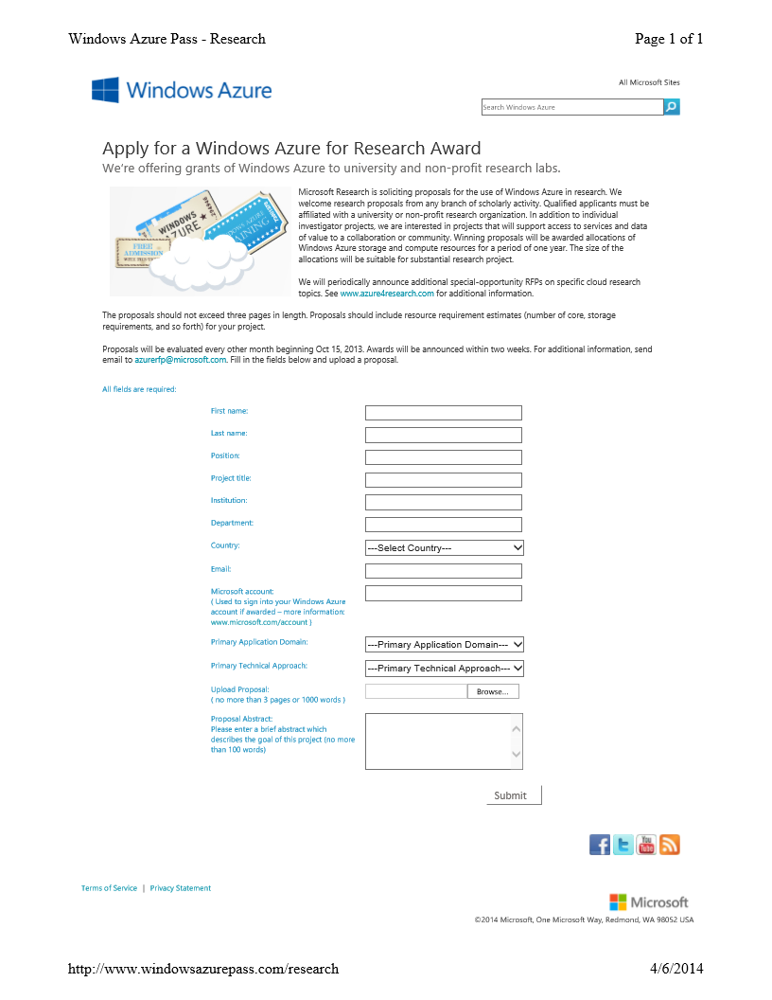 Windows Azure Pass - Research
Page 1 of 1
Windows Azure
All Microsoft Sites
Search Windows Azure
Apply for a Windows Azure for Research Award
We're offering grants of Windows Azure to university and non-profit research labs.
Microsoft Research is soliciting proposals for the use of Windows Azure in research. We
welcome research proposals from any branch of scholarly activity. Qualified applicants must be
affiliated with a university or non-profit research organization. In addition to individual
investigator projects, we are interested in projects that will support access to services and data
of value to a collaboration or community. Winning proposals will be awarded allocations of
Windows Azure storage and compute resources for a period of one year. The size of the
allocations will be suitable for substantial research project.
WINDOWS
AZURE
294846
WINDOWS AZURE
TRAINING
FREE
ADMISSION
We will periodically announce additional special-opportunity RFPs on specific cloud research
topics. See www.azure4research.com for additional information.
The proposals should not exceed three pages in length. Proposals should include resource requirement estimates (number of core, storage
requirements, and so forth) for your project.
Proposals will be evaluated every other month beginning Oct 15, 2013. Awards will be announced within two weeks. For additional information, send
email to azurerfp@microsoft.com. Fill in the fields below and upload a proposal.
All fields are required:
First name:
Last name:
Position:
Project title:
Institution:
Department:
Country:
---Select Country---
Email:
Microsoft account:
( Used to sign into your Windows Azure
account if awarded – more information:
www.microsoft.com/account )
Primary Application Domain:
---Primary Application Domain---
Primary Technical Approach:
---Primary Technical Approach---
Upload Proposal:
( no more than 3 pages or 1000 words )
Browse...
Proposal Abstract:
Please enter a brief abstract which
describes the goal of this project (no more
than 100 words)
Submit
You
Tube
Terms of Service | Privacy Statement
Microsoft
©2014 Microsoft, One Microsoft Way, Redmond, WA 98052 USA
http://www.windowsazurepass.com/research
4/6/2014